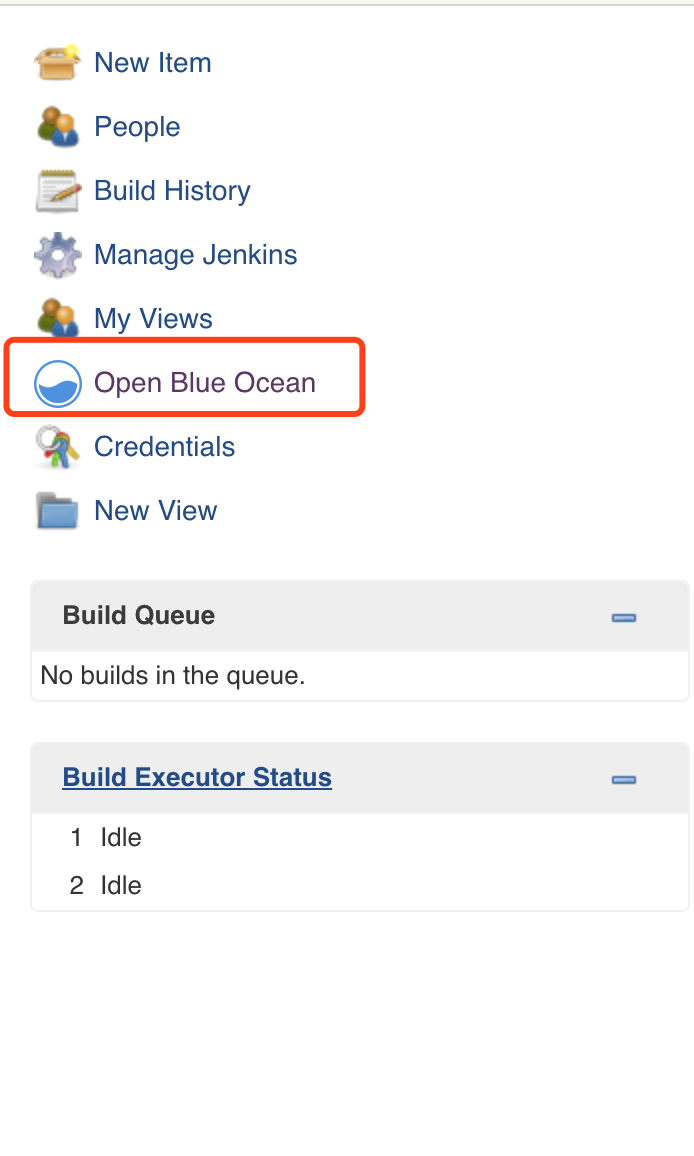 New Item
People
Build History
Manage Jenkins
My Views
Open Blue Ocean
Credentials
New View
Build Queue
No builds in the queue.
Build Executor Status
1 Idle
2 Idle